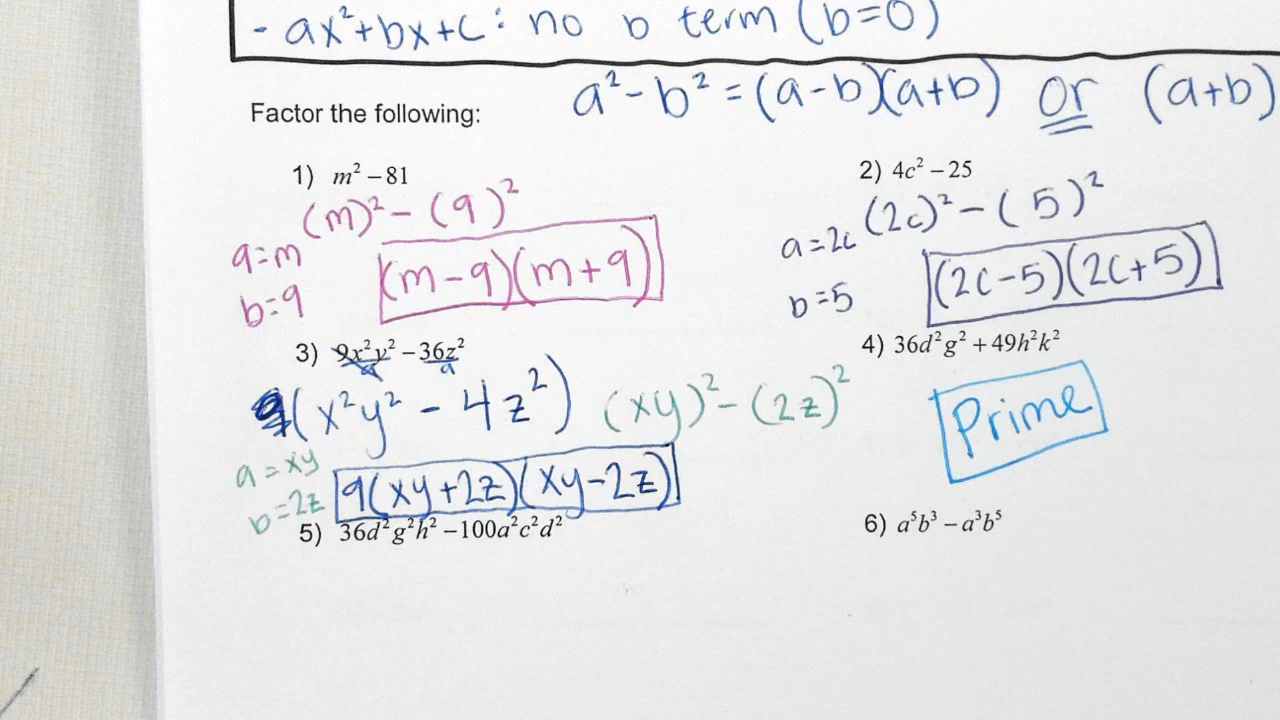 - ax²+bx+c: no b term (b=0)
a²-b² = (a-b)(a+b) or (a+b)
Factor the following:
1) m² – 81
(m)² - (9)²
a=m
b=9
(m-9)(m+9)
2) 4c² – 25
(2c)² - (5)²
a=2c
b=5
(2c-5)(2c+5)
3) 9x²y² – 36z²
9 9
9(x²y² - 4z²) (xy)² - (2z)²
a=xy
b=2z
9(xy+2z)(xy-2z)
4) 36d²g² + 49h²k²
Prime
5) 36d²g²h² – 100a²c²d²
6) a⁵b³ – a³b⁵